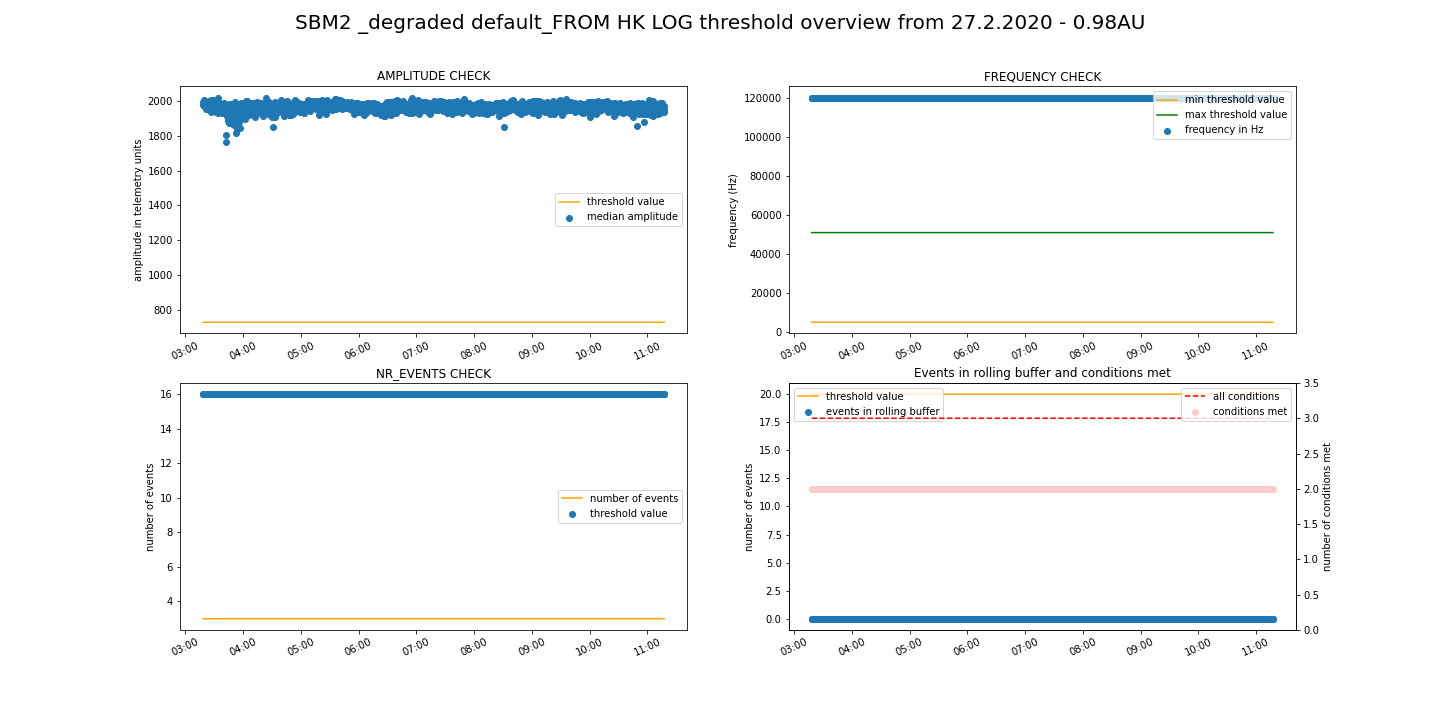 SBM2 _degraded default_FROM HK LOG threshold overview from 27.2.2020 - 0.98AU
AMPLITUDE CHECK
amplitude in telemetry units
2000
1800
1600
1400
1200
1000
800
threshold value
median amplitude
03:00 04:00 05:00 06:00 07:00 08:00 09:00 10:00 11:00
FREQUENCY CHECK
frequency (Hz)
120000
100000
80000
60000
40000
20000
0
min threshold value
max threshold value
frequency in Hz
03:00 04:00 05:00 06:00 07:00 08:00 09:00 10:00 11:00
NR_EVENTS CHECK
number of events
16
14
12
10
8
6
4
number of events
threshold value
03:00 04:00 05:00 06:00 07:00 08:00 09:00 10:00 11:00
Events in rolling buffer and conditions met
number of events
20.0
17.5
15.0
12.5
10.0
7.5
5.0
2.5
0.0
threshold value
events in rolling buffer
all conditions
conditions met
3.5
3.0
2.5
2.0
1.5
1.0
0.5
0.0
number of conditions met
03:00 04:00 05:00 06:00 07:00 08:00 09:00 10:00 11:00